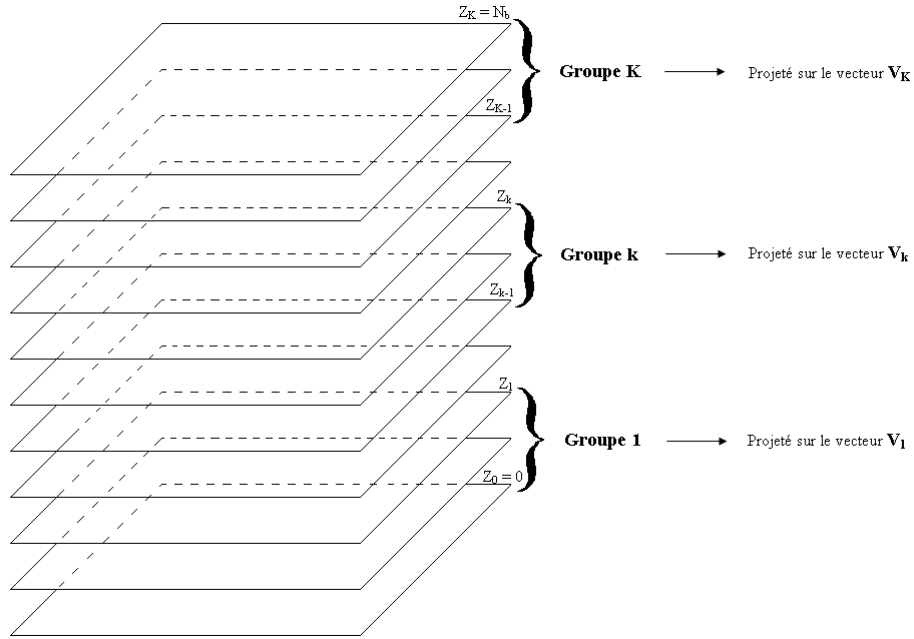 Z_K = N_b
Groupe K
Projeté sur le vecteur V_K
Z_K-1
Z_k
Groupe k
Projeté sur le vecteur V_k
Z_k-1
Z_1
Groupe 1
Projeté sur le vecteur V_1
Z_0 = 0